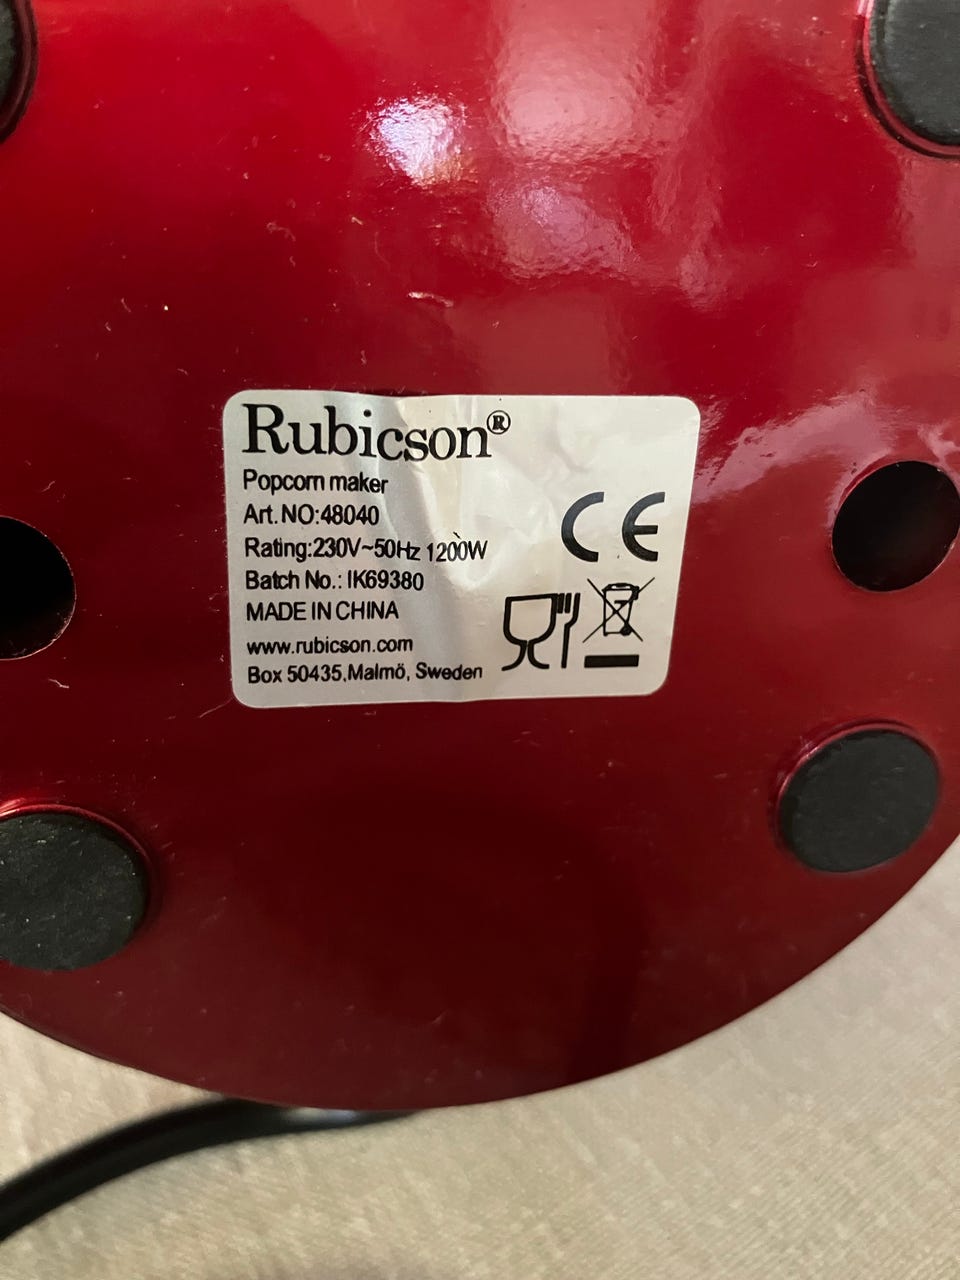 Rubicson®
Popcorn maker
Art.NO:48040
Rating:230V~50Hz 1200W
Batch No.: IK69380
MADE IN CHINA
www.rubicson.com
Box 50435,Malmö, Sweden
CE